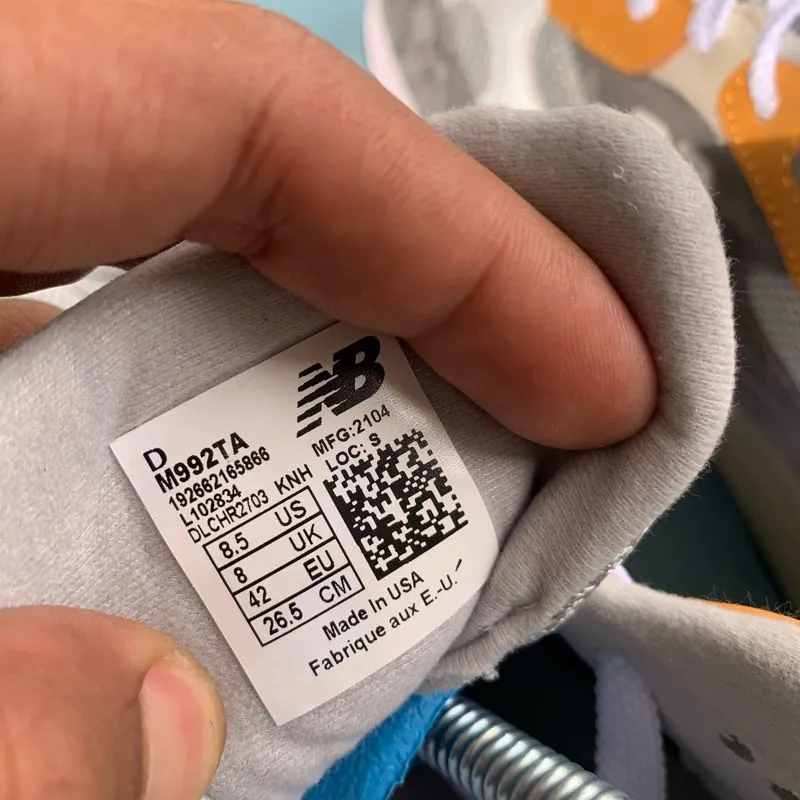 NB
MFG:2104
LOC: S
D
M992TA
192662165866
L102834
DLCHR2703 KNH
8.5 US
8 UK
42 EU
26.5 CM
Made In USA
Fabrique aux E.-U.